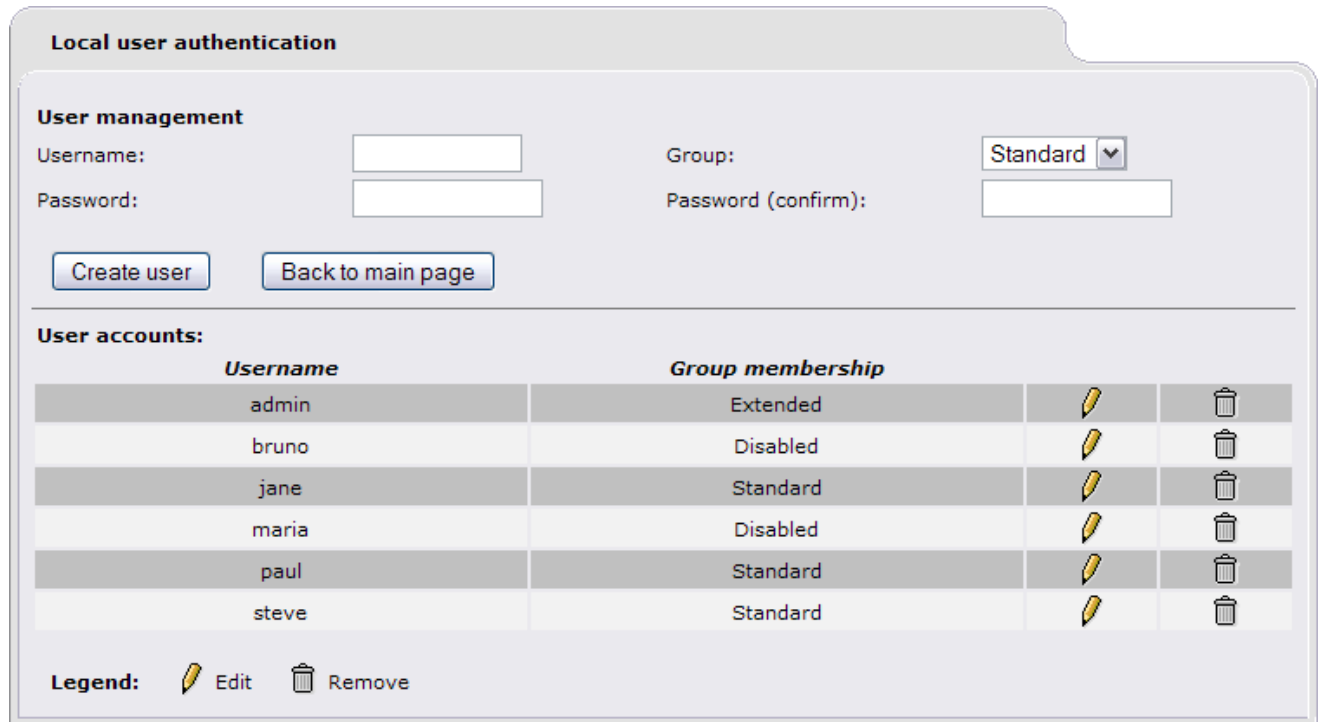 Local user authentication
User management
Username: Group: Standard
Password: Password (confirm):
Create user Back to main page
User accounts:
Username Group membership
admin Extended
bruno Disabled
jane Standard
maria Disabled
paul Standard
steve Standard
Legend: Edit Remove